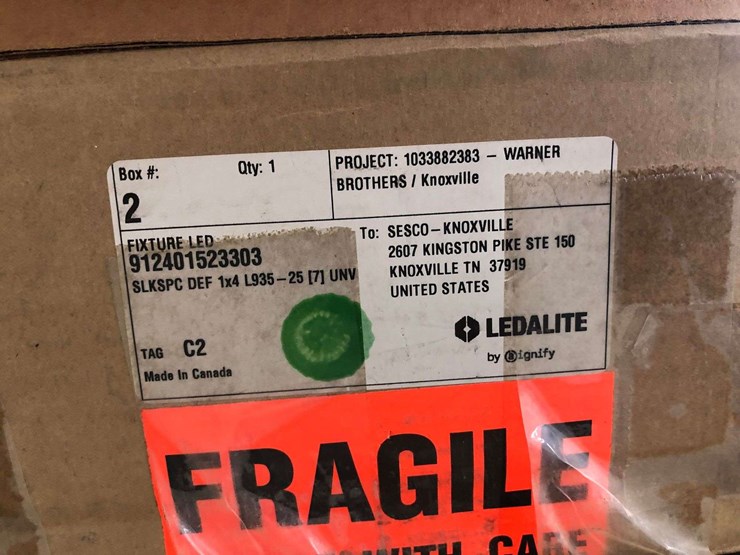 Box #: Qty: 1
2
PROJECT: 1033882383 – WARNER
BROTHERS / Knoxville
FIXTURE LED
912401523303
SLKSPC DEF 1x4 L935-25 [7] UNV
TAG C2
Made In Canada
To: SESCO-KNOXVILLE
2607 KINGSTON PIKE STE 150
KNOXVILLE TN 37919
UNITED STATES
LEDALITE
by Signify
FRAGILE
WITH CARE